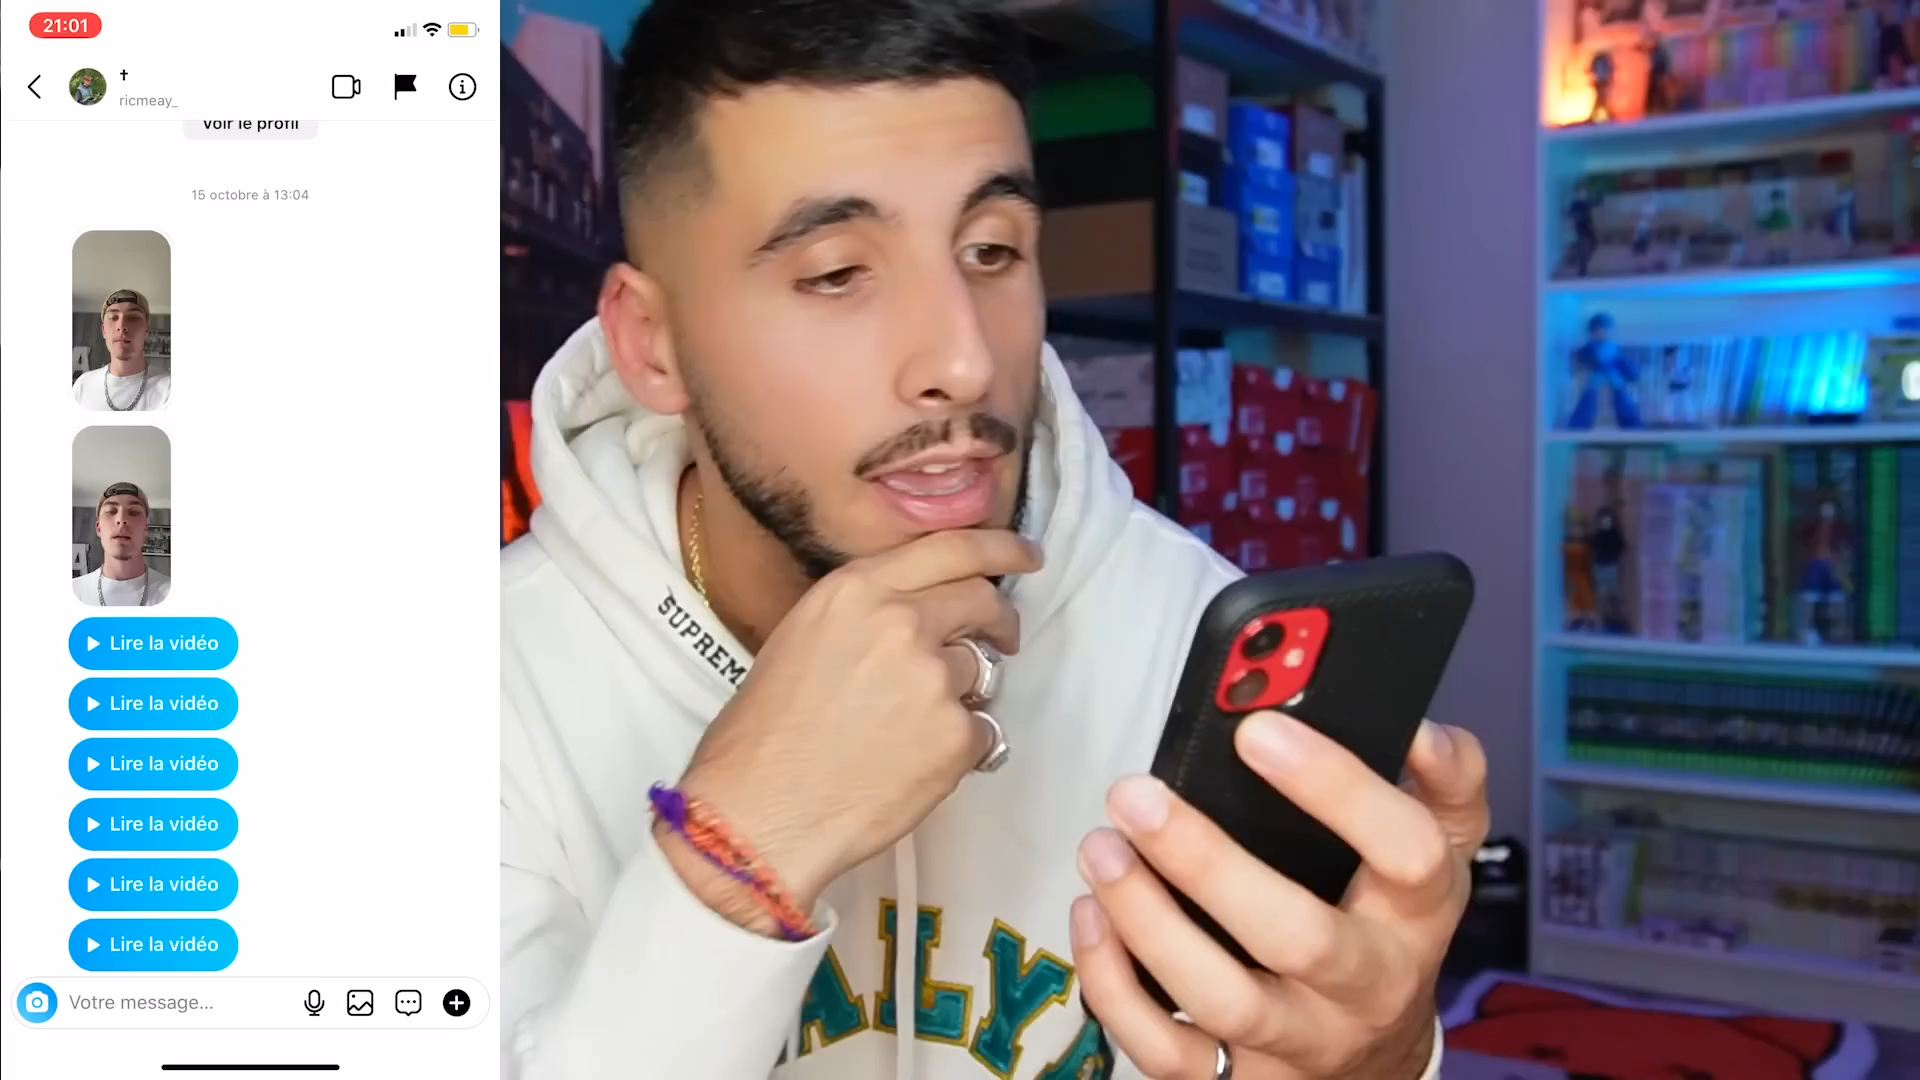 21:01
†
ricmeay_
Voir le profil
15 octobre à 13:04
Lire la vidéo
Lire la vidéo
Lire la vidéo
Lire la vidéo
Lire la vidéo
Lire la vidéo
Votre message...
SUPREM
ALY